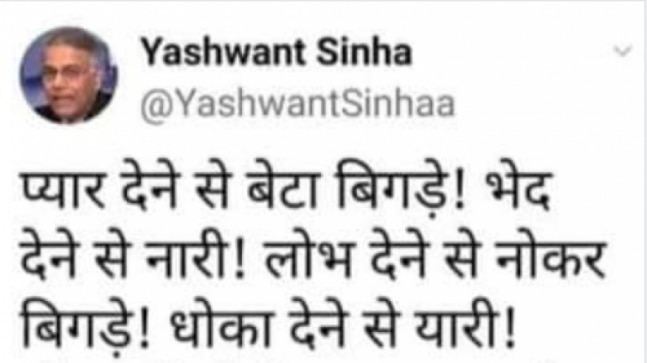 Yashwant Sinha
@YashwantSinhaa
प्यार देने से बेटा बिगड़े! भेद
देने से नारी! लोभ देने से नोकर
बिगड़े! धोका देने से यारी!